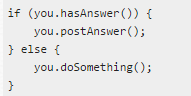 if (you.hasAnswer()) {
    you.postAnswer();
} else {
    you.doSomething();
}